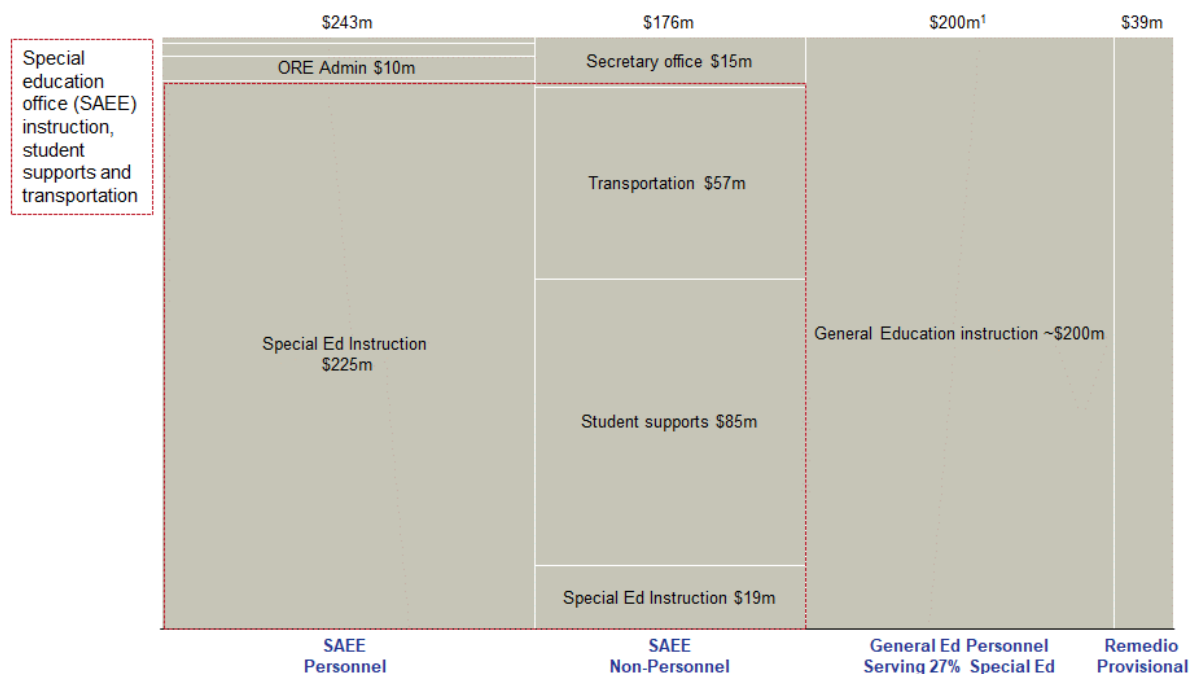 $243m
$176m
$200m¹
$39m
Special
education
office (SAEE)
instruction,
student
supports and
transportation
ORE Admin $10m
Secretary office $15m
Transportation $57m
Special Ed Instruction
$225m
General Education instruction ~$200m
Student supports $85m
Special Ed Instruction $19m
SAEE
Personnel
SAEE
Non-Personnel
General Ed Personnel
Serving 27% Special Ed
Remedio
Provisional